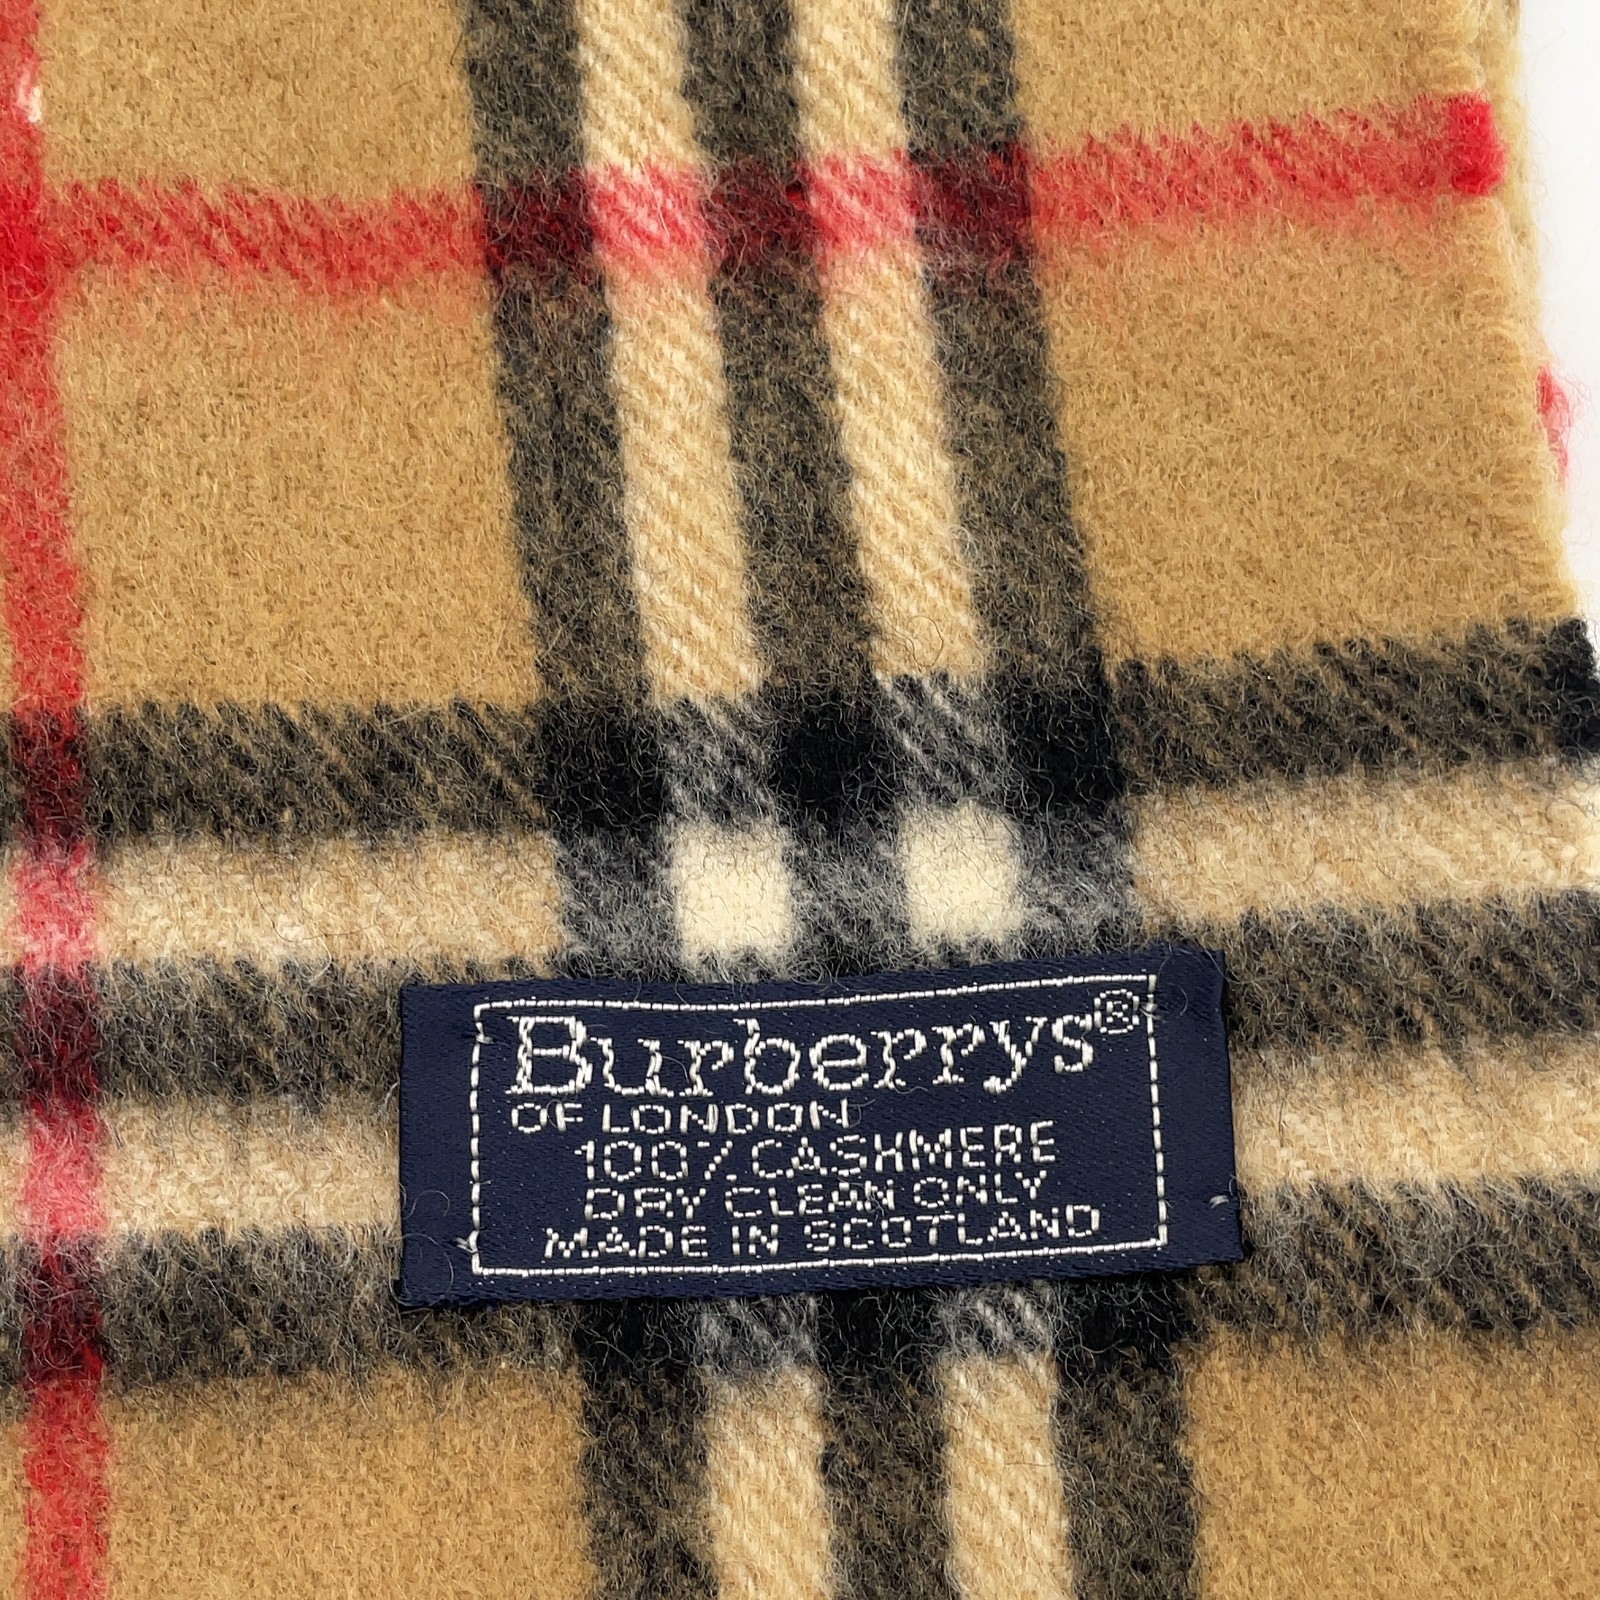 Burberrys®
OF LONDON
100% CASHMERE
DRY CLEAN ONLY
MADE IN SCOTLAND